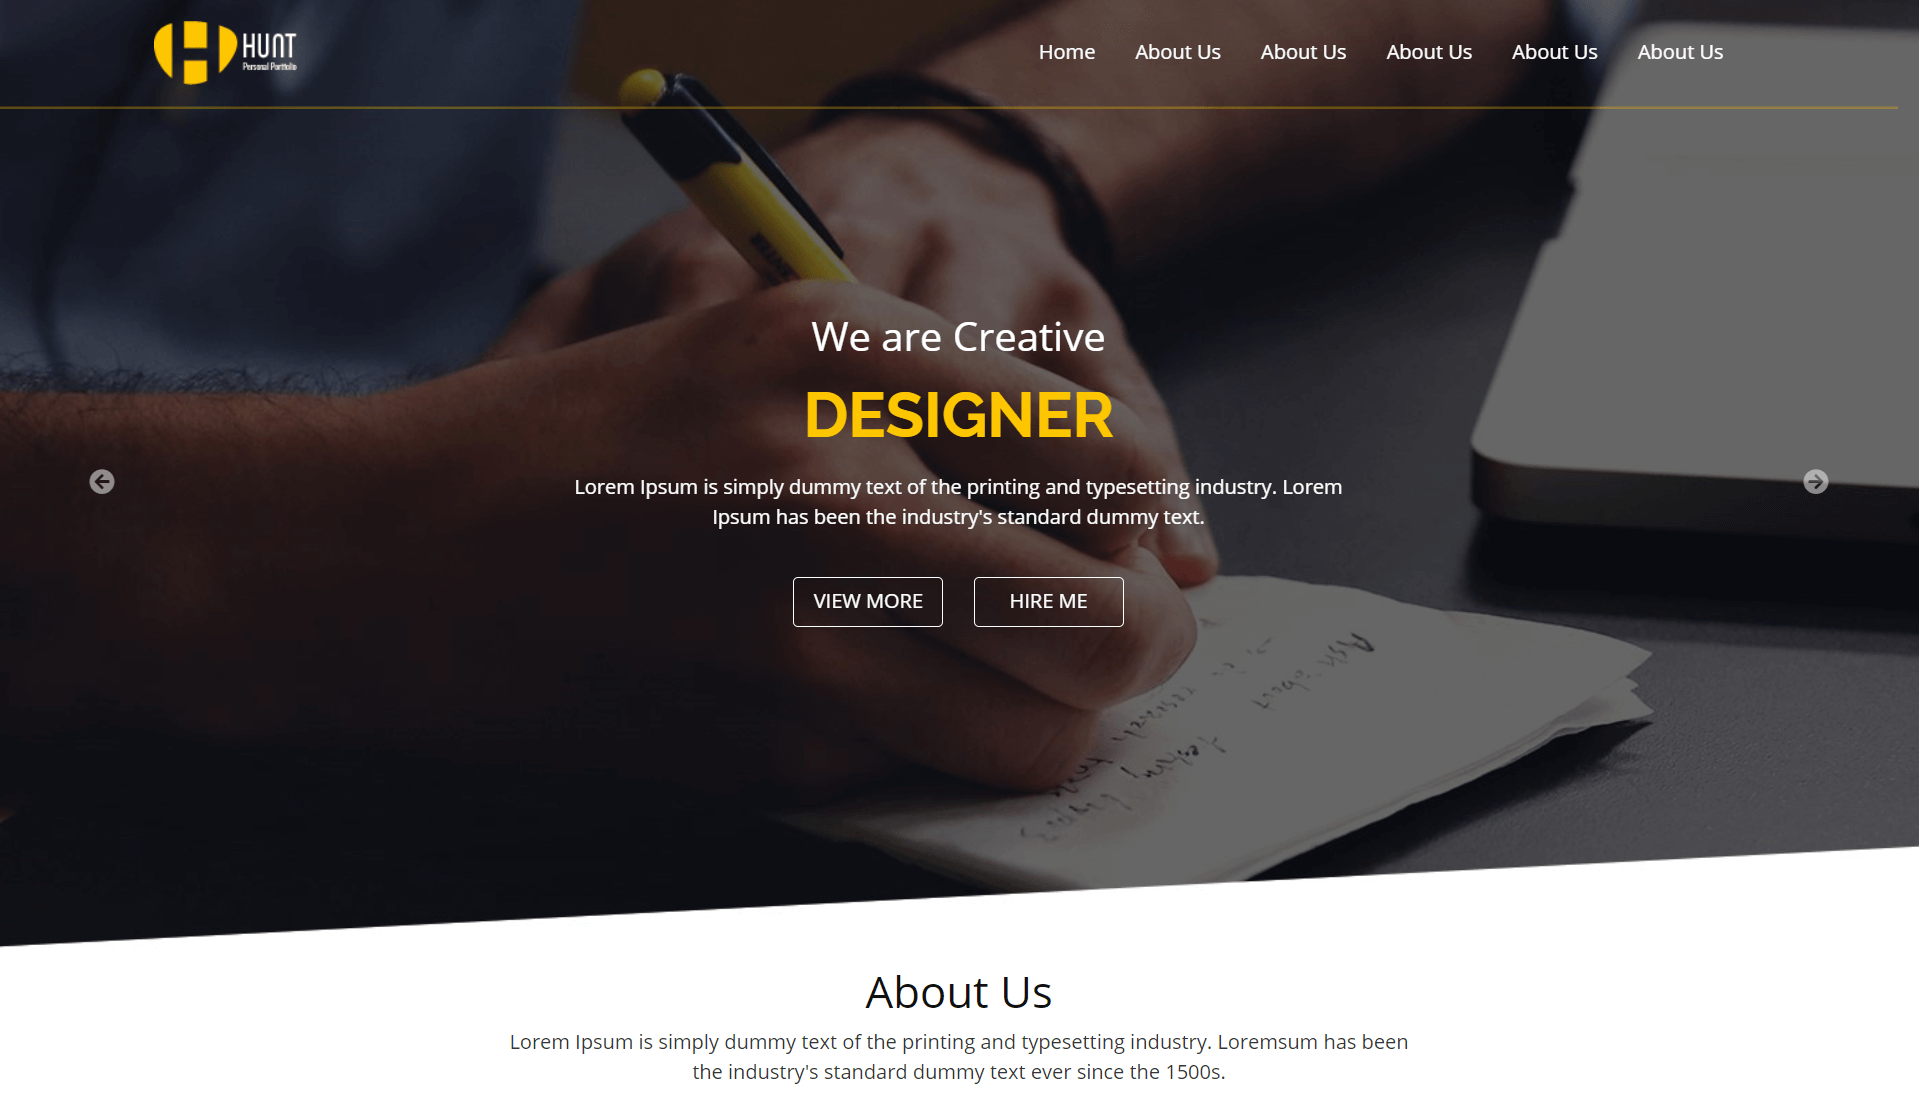 HUNT
Personal Portfolio
Home About Us About Us About Us About Us About Us
We are Creative
DESIGNER
Lorem Ipsum is simply dummy text of the printing and typesetting industry. Lorem
Ipsum has been the industry's standard dummy text.
VIEW MORE HIRE ME
Ask about
About Us
Lorem Ipsum is simply dummy text of the printing and typesetting industry. Loremsum has been
the industry's standard dummy text ever since the 1500s.